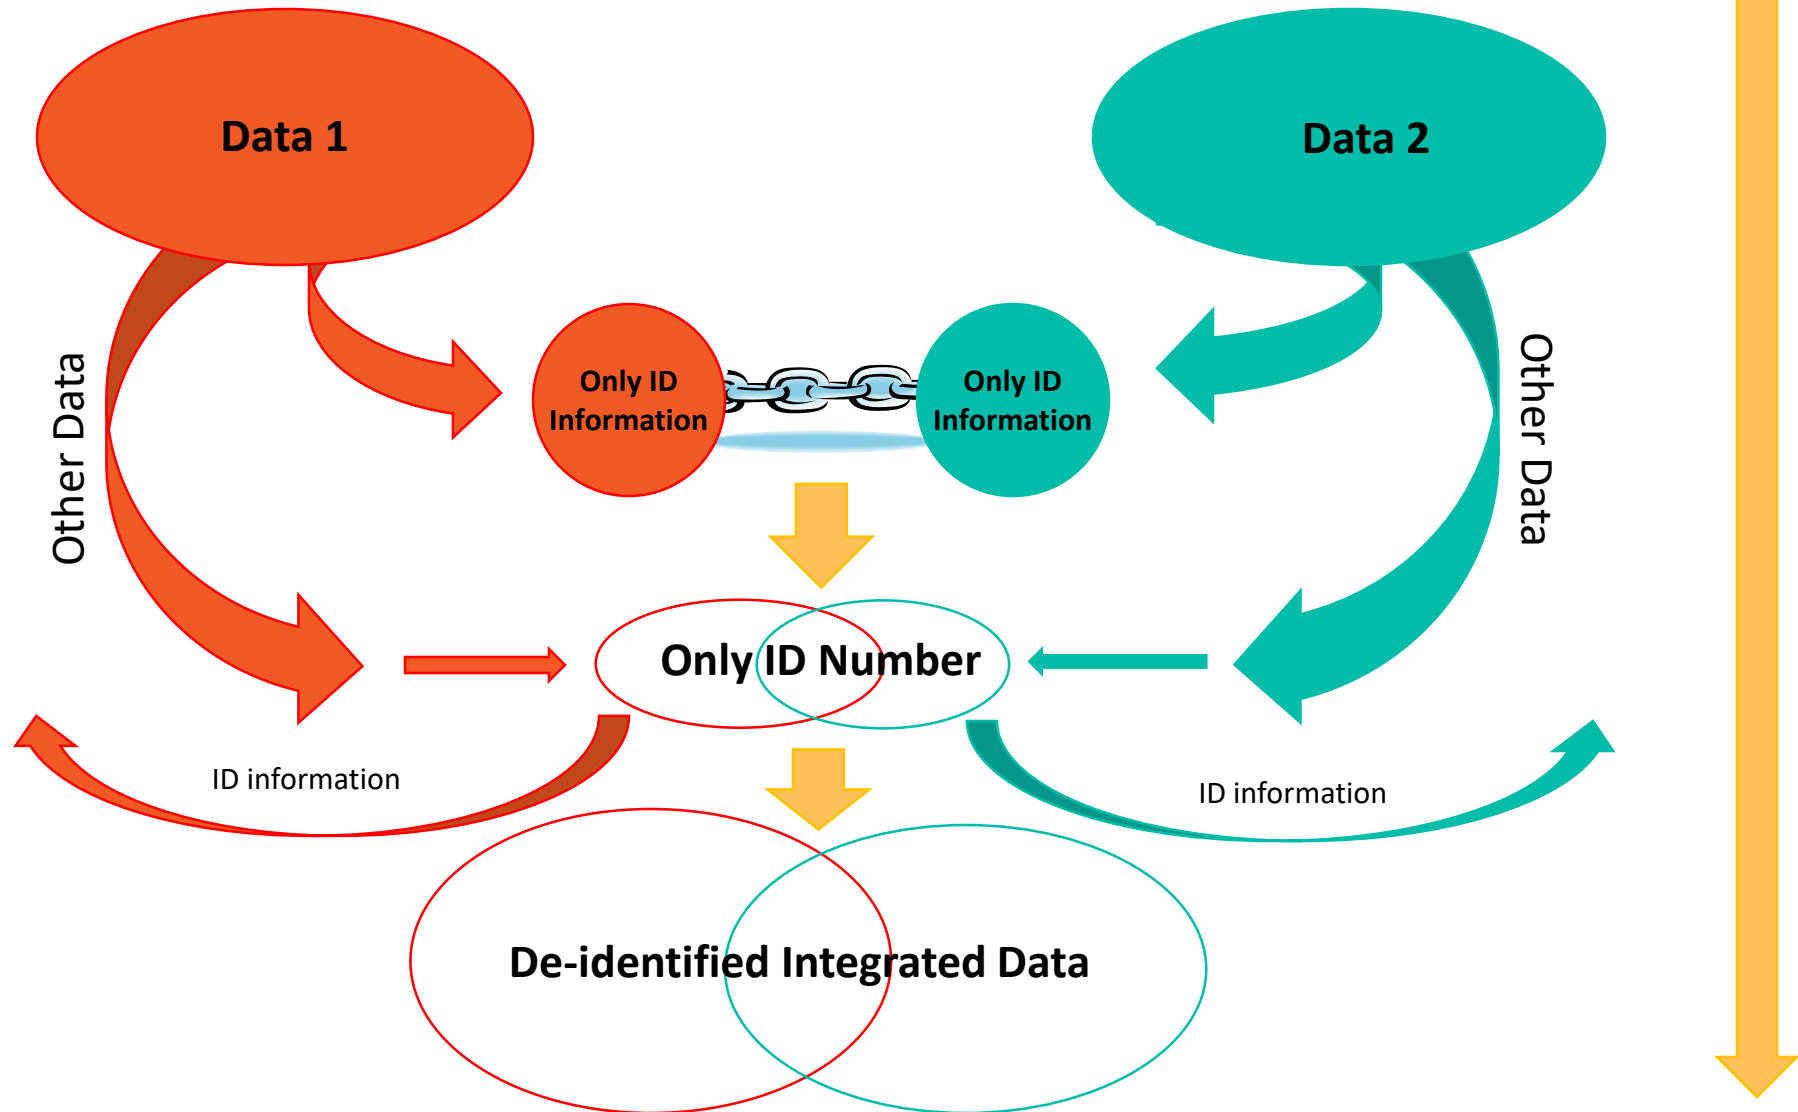 Data 1
Data 2
Other Data
Only ID
Information
Only ID
Information
Other Data
Only ID Number
ID information
ID information
De-identified Integrated Data